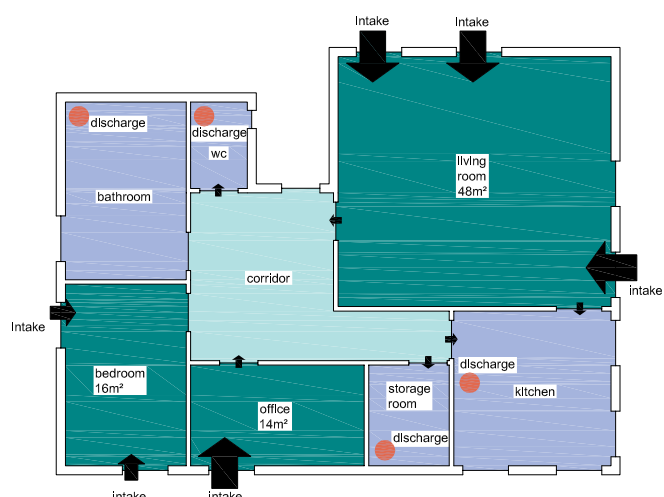 Intake
Intake
dIscharge
dIscharge
wc
bathroom
lIvIng
room
48m²
corridor
intake
Intake
bedroom
16m²
offIce
14m²
storage
room
dIscharge
dIscharge
kItchen
intake
intake